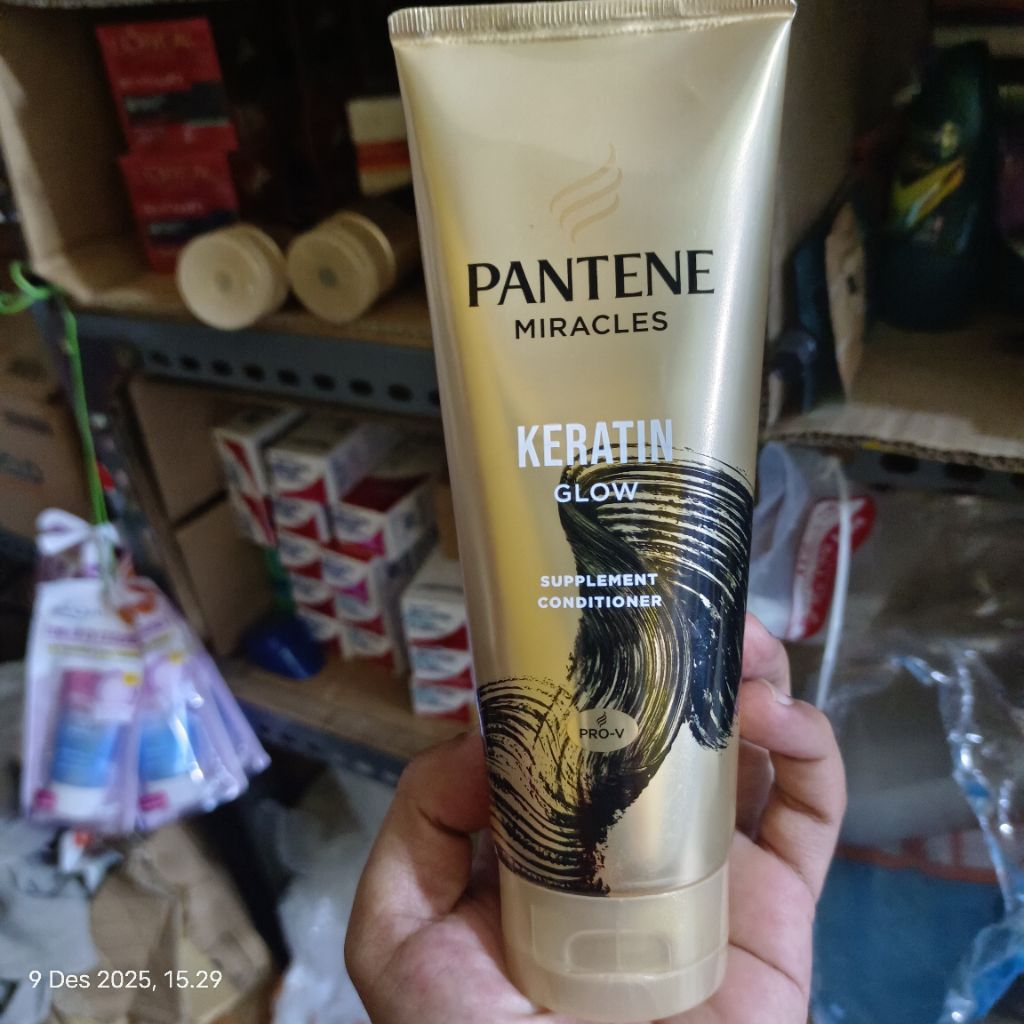 PANTENE
MIRACLES
KERATIN
GLOW
SUPPLEMENT
CONDITIONER
PRO-V
9 Des 2025, 15.29